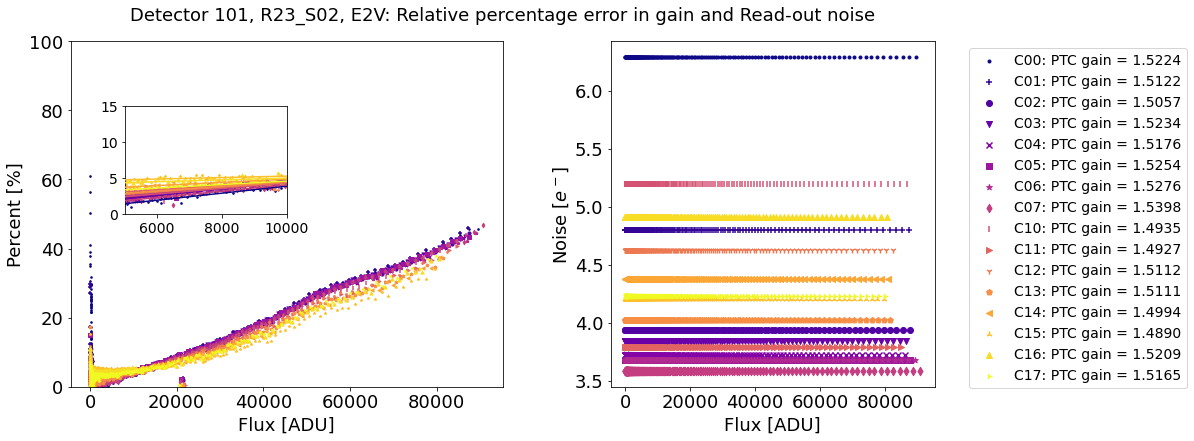 Detector 101, R23_S02, E2V: Relative percentage error in gain and Read-out noise
Percent [%]
100
80
60
40
20
0
15
10
5
0
6000 8000 10000
0 20000 40000 60000 80000
Flux [ADU]
Noise [e⁻]
6.0
5.5
5.0
4.5
4.0
3.5
0 20000 40000 60000 80000
Flux [ADU]
C00: PTC gain = 1.5224
C01: PTC gain = 1.5122
C02: PTC gain = 1.5057
C03: PTC gain = 1.5234
C04: PTC gain = 1.5176
C05: PTC gain = 1.5254
C06: PTC gain = 1.5276
C07: PTC gain = 1.5398
C10: PTC gain = 1.4935
C11: PTC gain = 1.4927
C12: PTC gain = 1.5112
C13: PTC gain = 1.5111
C14: PTC gain = 1.4994
C15: PTC gain = 1.4890
C16: PTC gain = 1.5209
C17: PTC gain = 1.5165